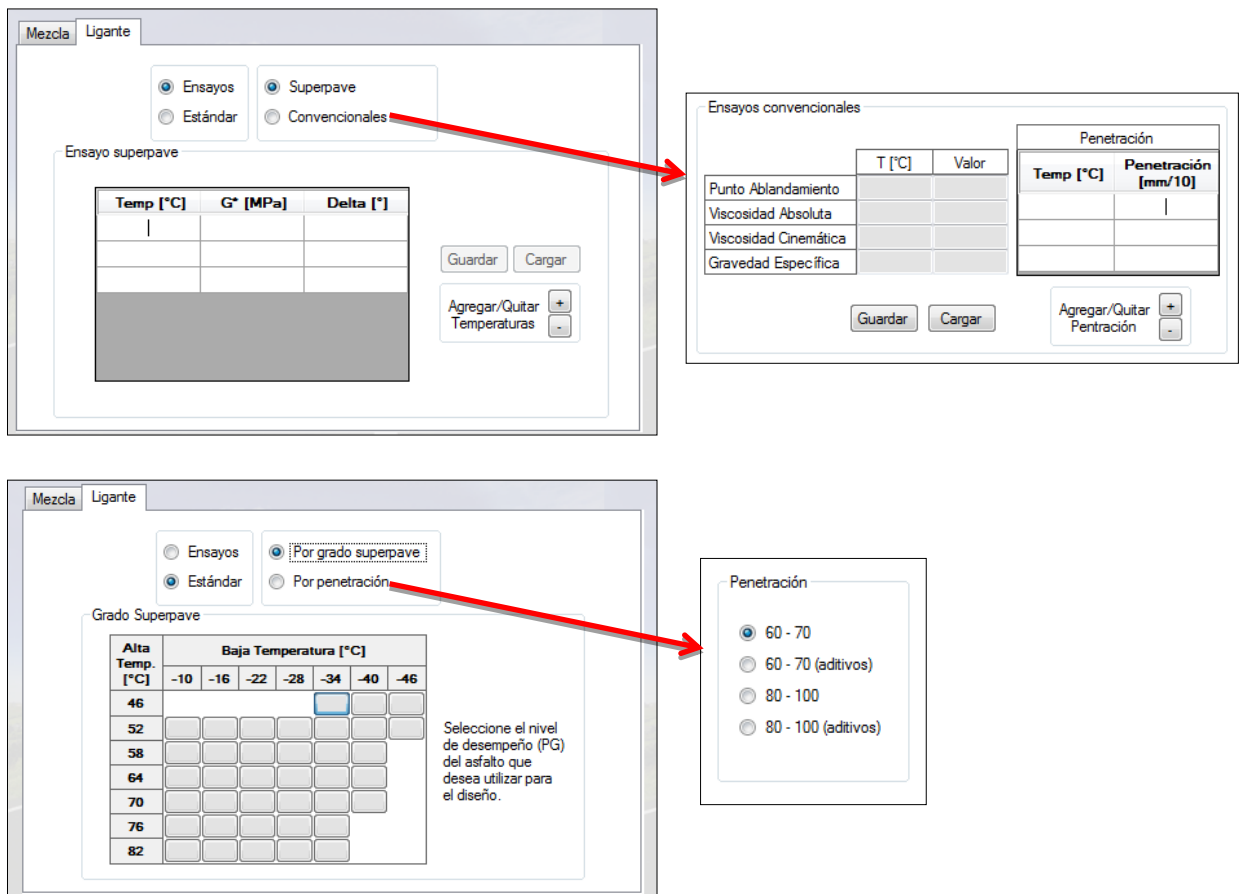 Mezcla Ligante
Ensayos
Estándar
Superpave
Convencionales
Ensayo superpave
Temp [°C] G* [MPa] Delta [°]
Guardar Cargar
Agregar/Quitar +
Temperaturas -
Ensayos convencionales
T [°C] Valor
Punto Ablandamiento
Viscosidad Absoluta
Viscosidad Cinemática
Gravedad Específica
Penetración
Temp [°C] Penetración
[mm/10]
Guardar Cargar
Agregar/Quitar +
Pentración -
Mezcla Ligante
Ensayos
Estándar
Por grado superpave
Por penetración
Grado Superpave
Alta
Temp.
[°C]
Baja Temperatura [°C]
-10 -16 -22 -28 -34 -40 -46
46
52
58
64
70
76
82
Seleccione el nivel
de desempeño (PG)
del asfalto que
desea utilizar para
el diseño.
Penetración
60 - 70
60 - 70 (aditivos)
80 - 100
80 - 100 (aditivos)